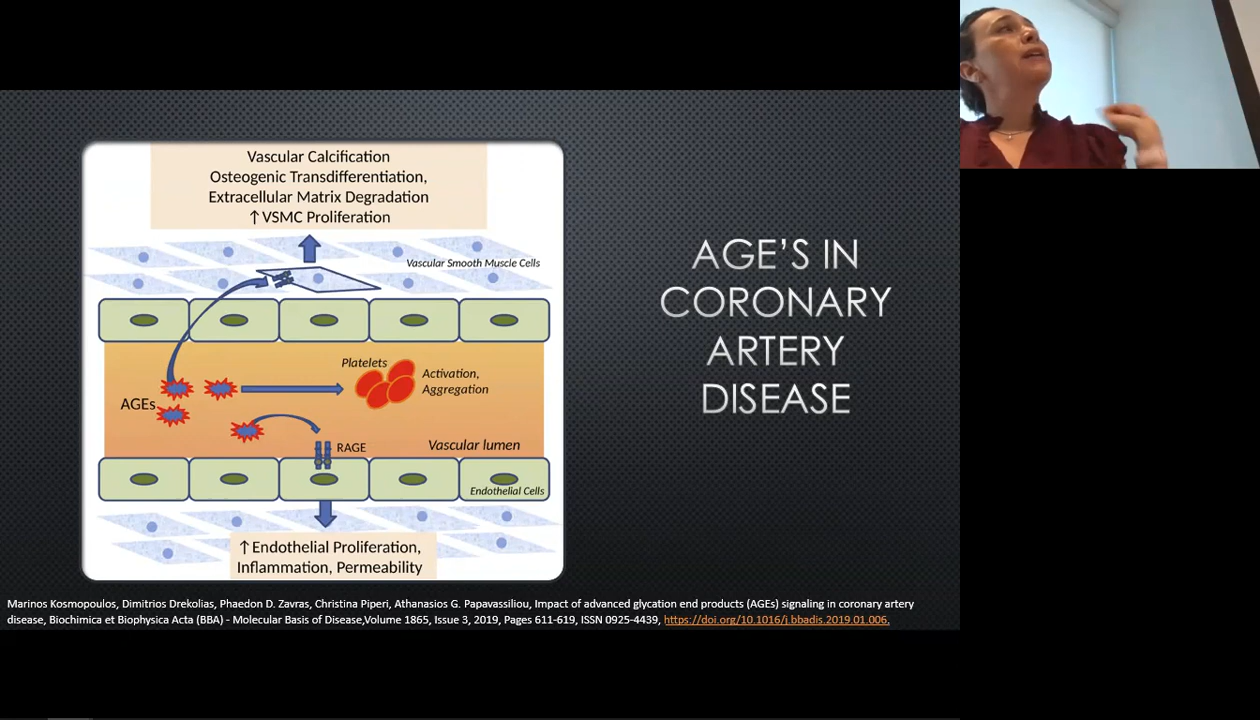 Vascular Calcification
Osteogenic Transdifferentiation,
Extracellular Matrix Degradation
↑VSMC Proliferation
Vascular Smooth Muscle Cells
Platelets
Activation,
Aggregation
AGEs
RAGE
Vascular lumen
Endothelial Cells
↑Endothelial Proliferation,
Inflammation, Permeability
AGE'S IN
CORONARY
ARTERY
DISEASE
Marinos Kosmopoulos, Dimitrios Drekolias, Phaedon D. Zavras, Christina Piperi, Athanasios G. Papavassiliou, Impact of advanced glycation end products (AGEs) signaling in coronary artery
disease, Biochimica et Biophysica Acta (BBA) - Molecular Basis of Disease,Volume 1865, Issue 3, 2019, Pages 611-619, ISSN 0925-4439, https://doi.org/10.1016/j.bbadis.2019.01.006.